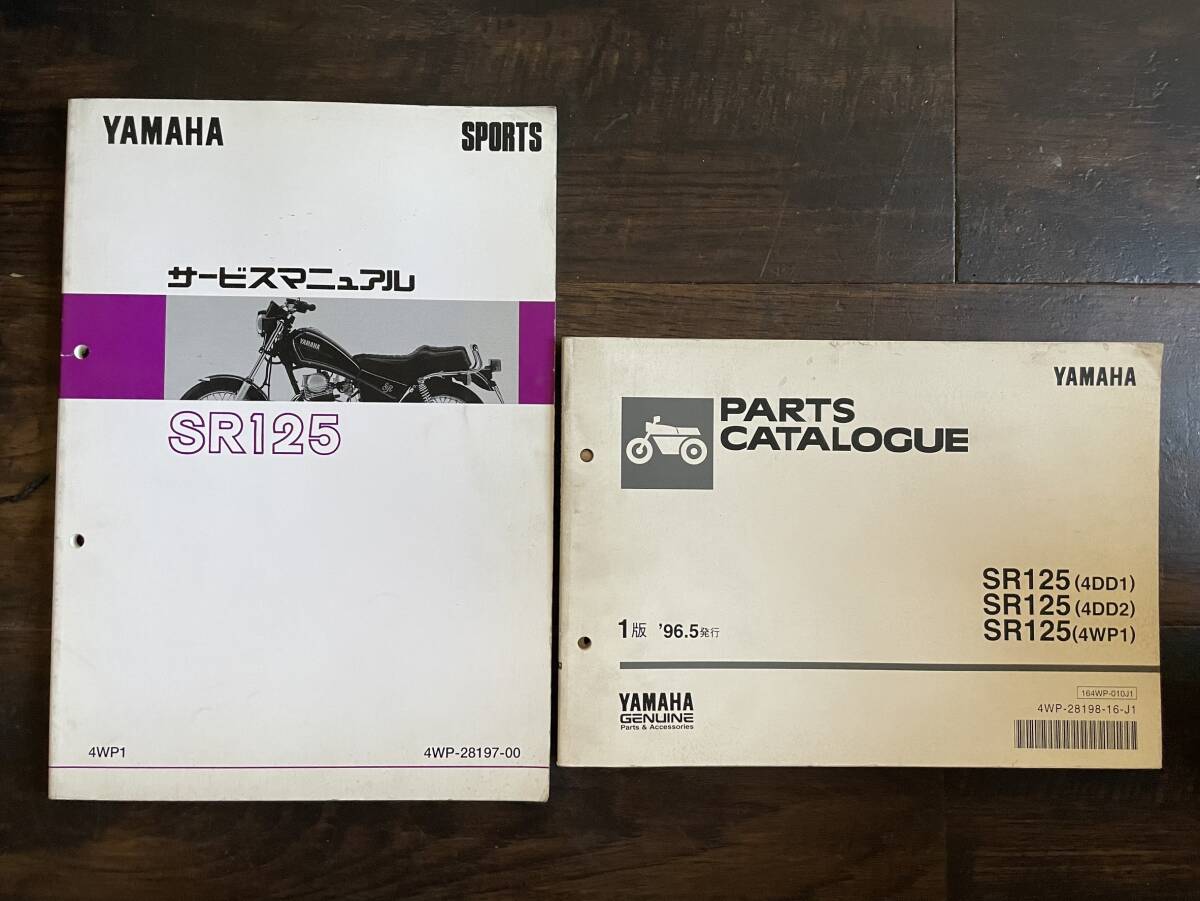 YAMAHA
SPORTS
サービスマニュアル
YAMAHA
SR
SR125
4WP1
4WP-28197-00
YAMAHA
PARTS
CATALOGUE
SR125 (4DD1)
SR125 (4DD2)
SR125 (4WP1)
1版 '96.5発行
YAMAHA
GENUINE
Parts & Accessories
164WP-010J1
4WP-28198-16-J1